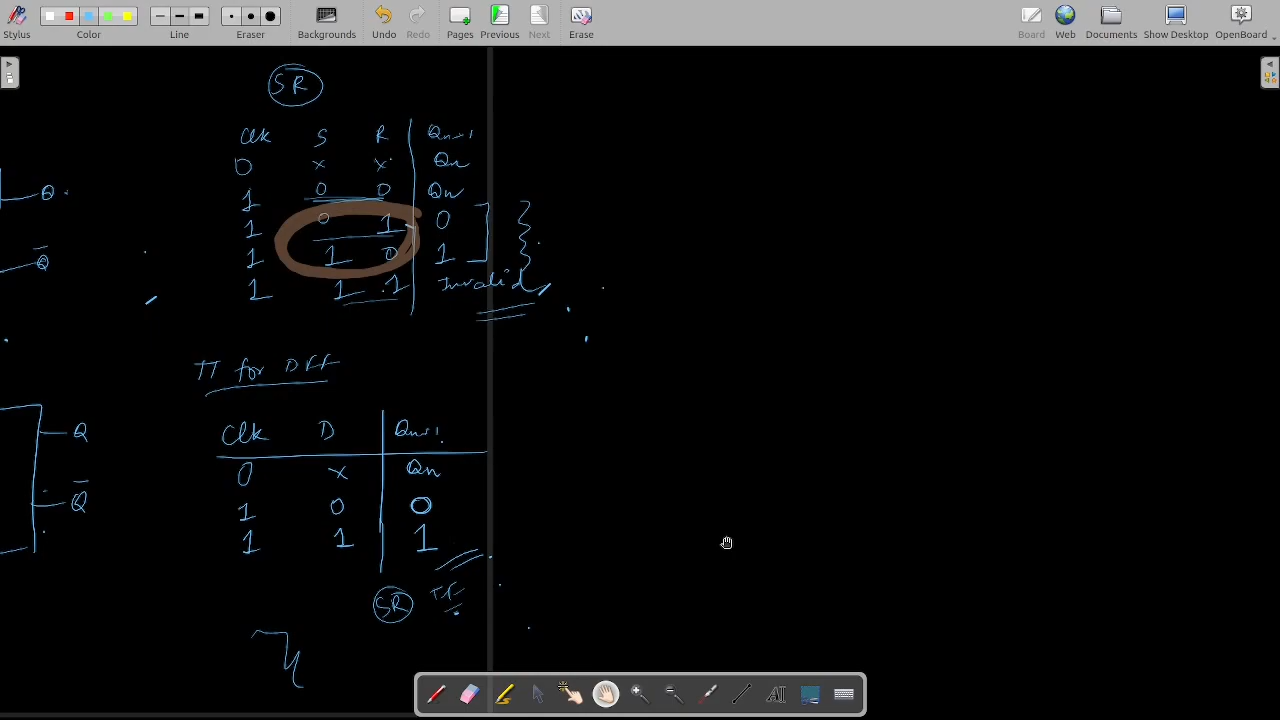 Stylus Color Line Eraser Backgrounds Undo Redo Pages Previous Next Erase Board Web Documents Show Desktop OpenBoard
SR
Clk S R Qn+1
0 x x Qn
1 0 0 Qn
Q
1 0 1 0
1 1 0 1
Q̅
1 1 1 Invalid
TT for DFF
Clk D Qn+1
Q
0 x Qn
1 0 0
Q̅
1 1 1
SR